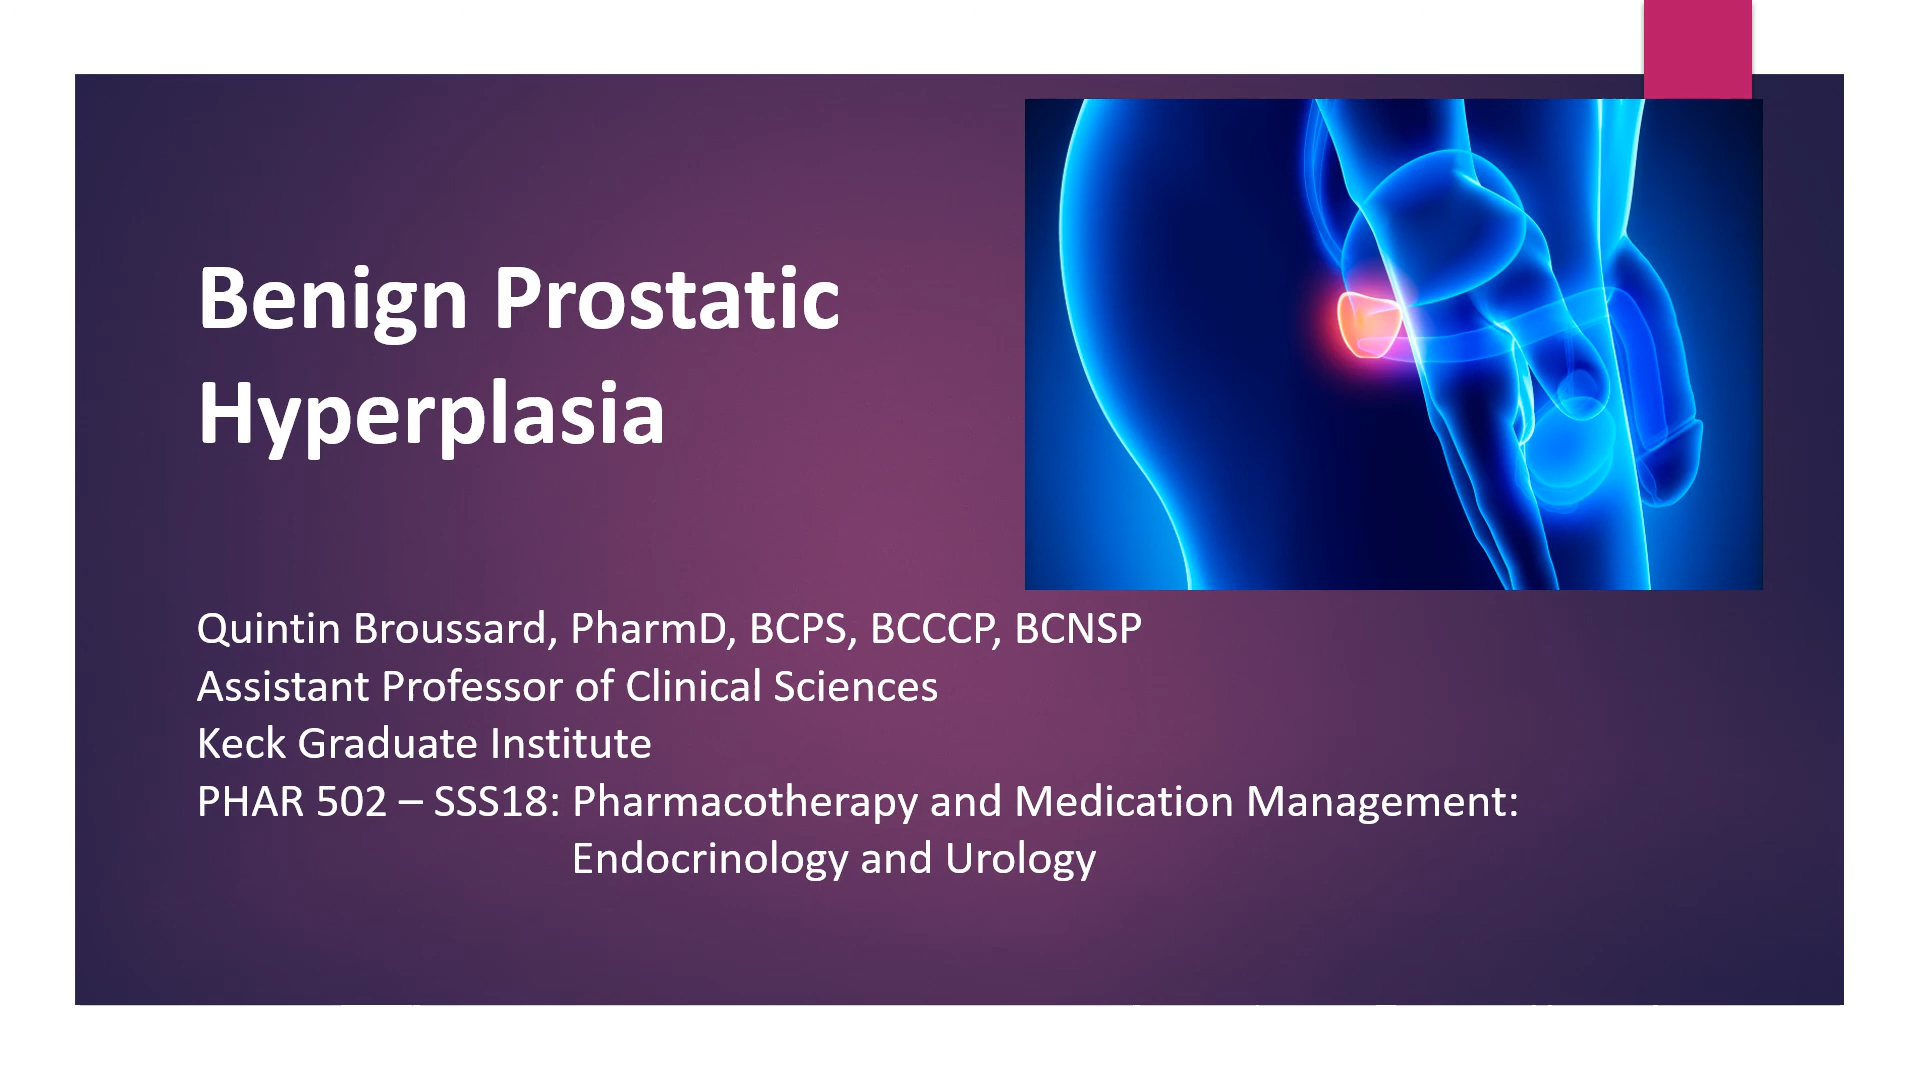 Benign Prostatic
Hyperplasia
Quintin Broussard, PharmD, BCPS, BCCCP, BCNSP
Assistant Professor of Clinical Sciences
Keck Graduate Institute
PHAR 502 – SSS18: Pharmacotherapy and Medication Management:
Endocrinology and Urology